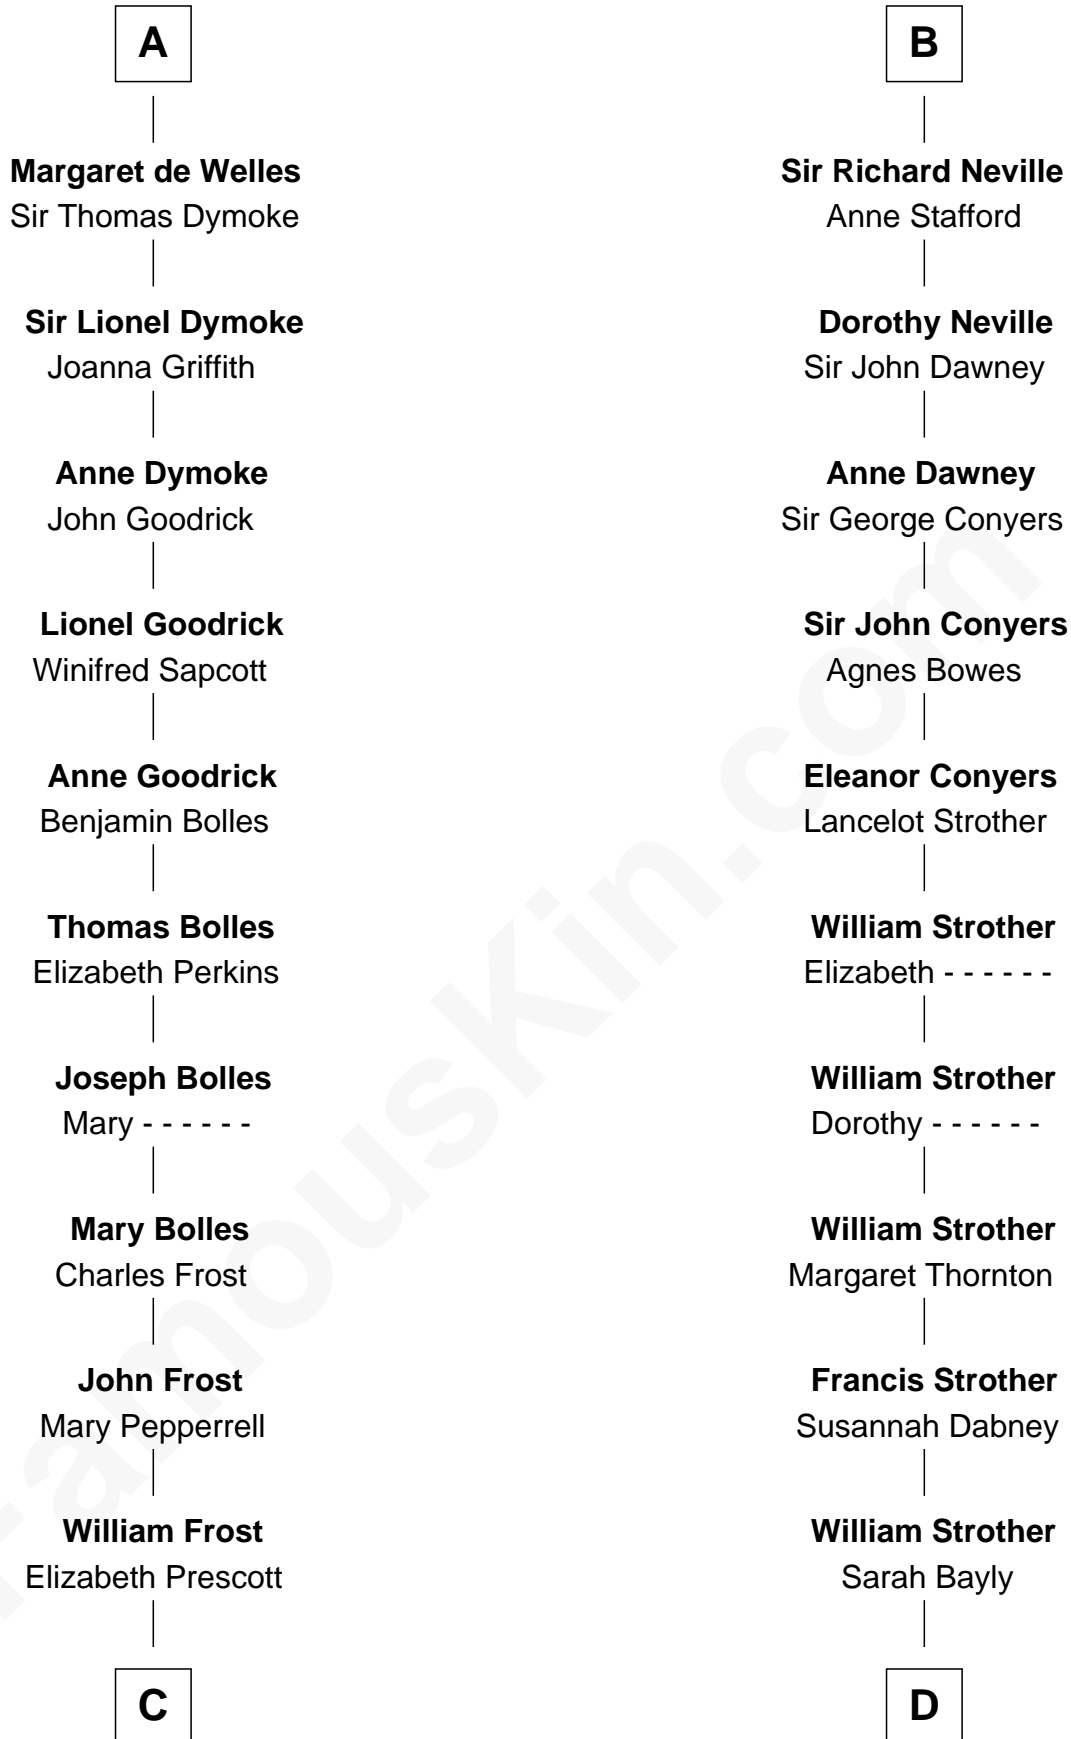 A
Margaret de Welles
Sir Thomas Dymoke
Sir Lionel Dymoke
Joanna Griffith
Anne Dymoke
John Goodrick
Lionel Goodrick
Winifred Sapcott
Anne Goodrick
Benjamin Bolles
Thomas Bolles
Elizabeth Perkins
Joseph Bolles
Mary - - - - - -
Mary Bolles
Charles Frost
John Frost
Mary Pepperrell
William Frost
Elizabeth Prescott
C
B
Sir Richard Neville
Anne Stafford
Dorothy Neville
Sir John Dawney
Anne Dawney
Sir George Conyers
Sir John Conyers
Agnes Bowes
Eleanor Conyers
Lancelot Strother
William Strother
Elizabeth - - - - - -
William Strother
Dorothy - - - - - -
William Strother
Margaret Thornton
Francis Strother
Susannah Dabney
William Strother
Sarah Bayly
D
FamousKin.com